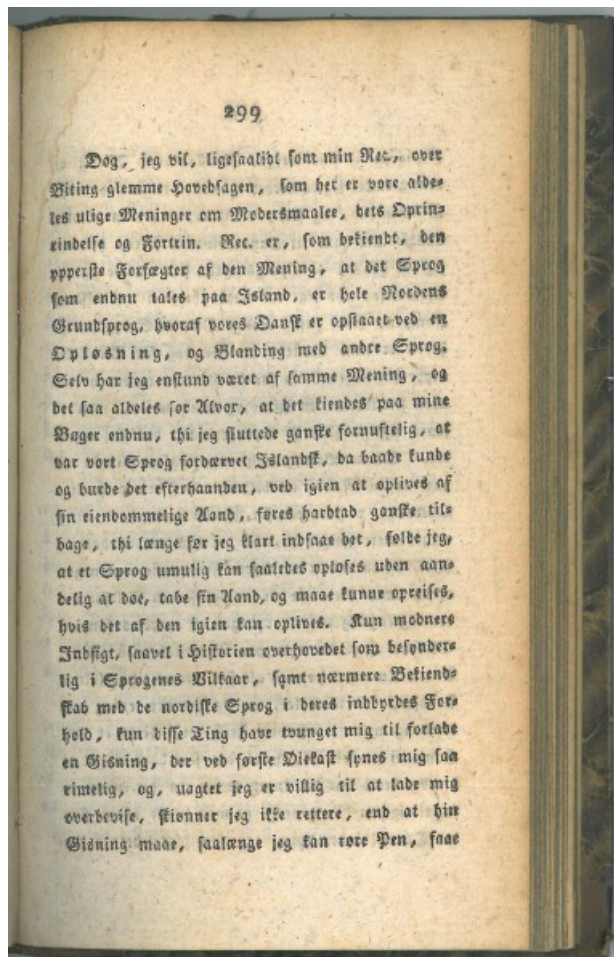 299
Dog, jeg vil, ligesaalidt som min Rec., over
Biting glemme Hovedsagen, som her er vore alde-
les ulige Meninger om Modersmaalet, dets Oprin-
rindelse og Fortrin. Rec. er, som bekiendt, den
ypperste Forfægter af den Mening, at det Sprog
som endnu tales paa Island, er hele Nordens
Grundsprog, hvoraf vores Dansk er opstaaet ved en
Opløsning, og Blanding med andre Sprog.
Selv har jeg enstund været af samme Mening, og
det saa aldeles for Alvor, at det kiendes paa mine
Bøger endnu, thi jeg sluttede ganske fornuftelig, at
var vort Sprog fordærvet Islandsk, da baade kunde
og burde det efterhaanden, ved igien at oplives af
sin eiendommelige Aand, føres hardtad ganske til-
bage, thi længe før jeg klart indsaae det, følde jeg,
at et Sprog umulig kan saaledes opløses uden aan-
delig at døe, tabe sin Aand, og maae kunne opreises,
hvis det af den igien kan oplives. Kun modnere
Indsigt, saavel i Historien overhovedet som besynder-
lig i Sprogenes Vilkaar, samt nærmere Bekiend-
skab med de nordiske Sprog i deres indbyrdes For-
hold, kun disse Ting have tvunget mig til forlade
en Gisning, der ved første Øiekast synes mig saa
rimelig, og, uagtet jeg er villig til at lade mig
overbevise, skiønner jeg ikke rettere, end at hin
Gisning maae, saalænge jeg kan røre Pen, faae